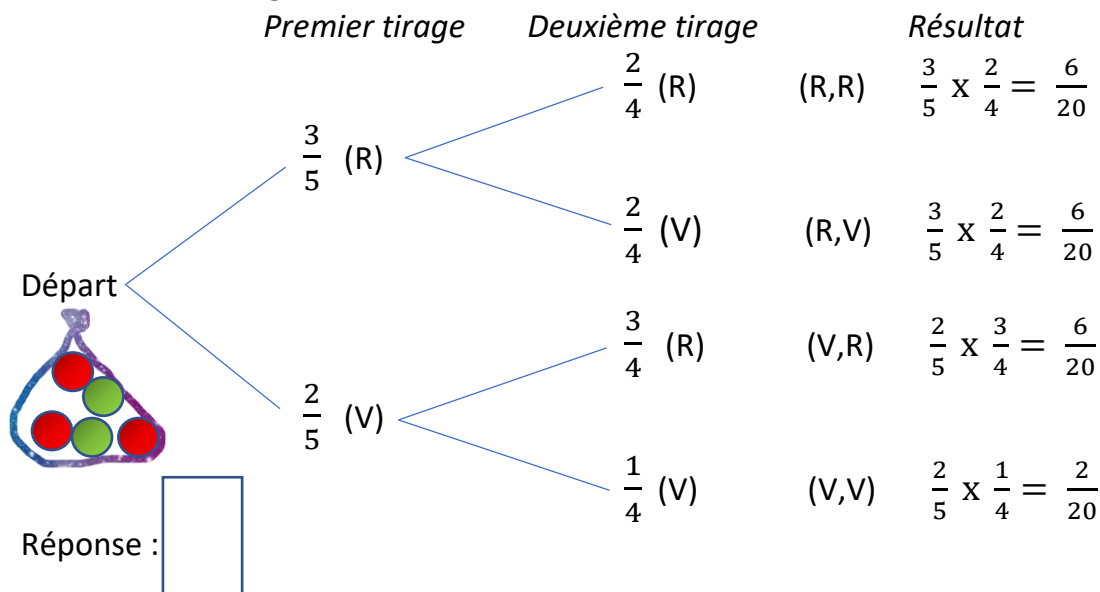 Premier tirage Deuxième tirage Résultat
2/4 (R) (R,R) 3/5 x 2/4 = 6/20
3/5 (R)
2/4 (V) (R,V) 3/5 x 2/4 = 6/20
Départ
3/4 (R) (V,R) 2/5 x 3/4 = 6/20
2/5 (V)
1/4 (V) (V,V) 2/5 x 1/4 = 2/20
Réponse :